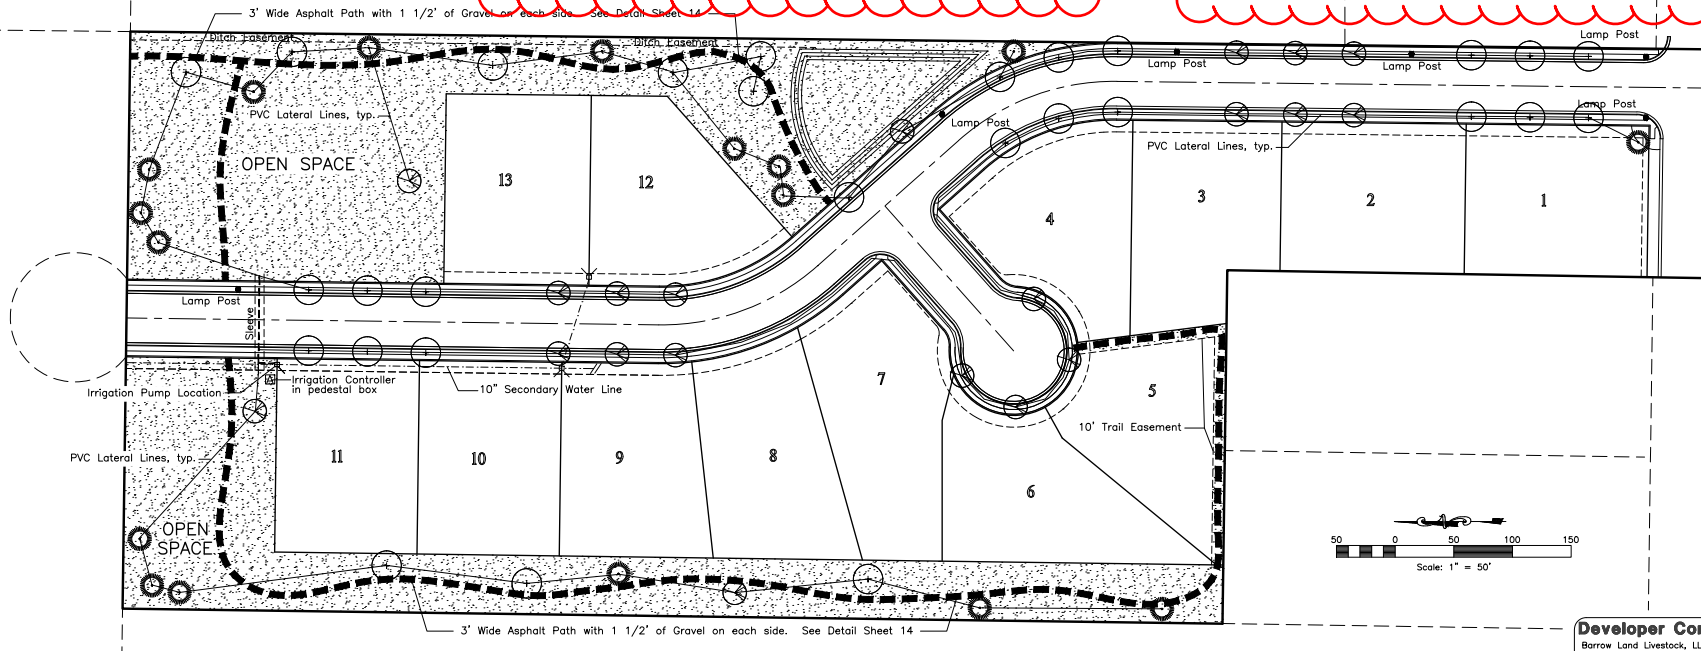 3' Wide Asphalt Path with 1 1/2' of Gravel on each side. See Detail Sheet 14
Ditch Easement
Ditch Easement
Lamp Post
Lamp Post
Lamp Post
Lamp Post
Lamp Post
PVC Lateral Lines, typ.
PVC Lateral Lines, typ.
OPEN SPACE
13
12
4
3
2
1
Lamp Post
Sleeve
Irrigation Controller
in pedestal box
10" Secondary Water Line
Irrigation Pump Location
7
5
10' Trail Easement
PVC Lateral Lines, typ.
11
10
9
8
6
OPEN
SPACE
50 0 50 100 150
Scale: 1" = 50'
3' Wide Asphalt Path with 1 1/2' of Gravel on each side. See Detail Sheet 14
Developer Co
Barrow Land Livestock, LL